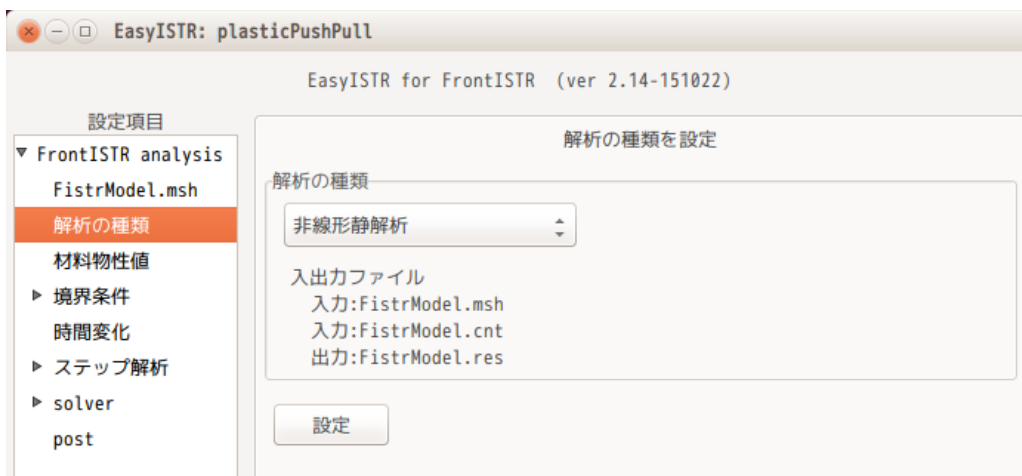 EasyISTR: plasticPushPull
EasyISTR for FrontISTR (ver 2.14-151022)
設定項目
FrontISTR analysis
FistrModel.msh
解析の種類
材料物性値
境界条件
時間変化
ステップ解析
solver
post
解析の種類を設定
解析の種類
非線形静解析
入出力ファイル
入力:FistrModel.msh
入力:FistrModel.cnt
出力:FistrModel.res
設定